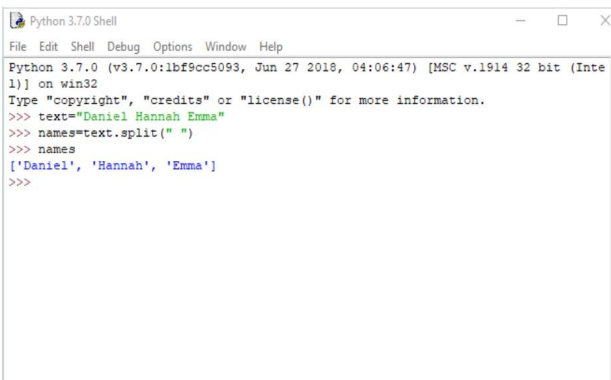 Python 3.7.0 Shell
File Edit Shell Debug Options Window Help
Python 3.7.0 (v3.7.0:1bf9cc5093, Jun 27 2018, 04:06:47) [MSC v.1914 32 bit (Inte
l)] on win32
Type "copyright", "credits" or "license()" for more information.
>>> text="Daniel Hannah Emma"
>>> names=text.split(" ")
>>> names
['Daniel', 'Hannah', 'Emma']
>>>